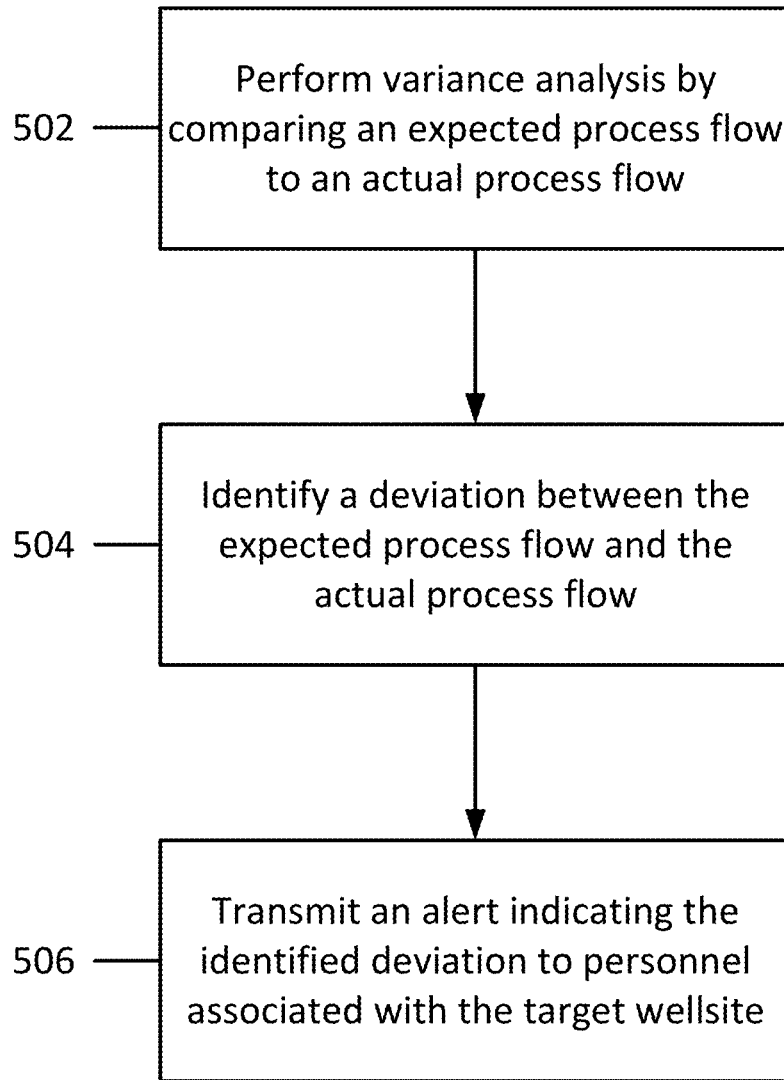 Perform variance analysis by
502
comparing an expected process flow
to an actual process flow
Identify a deviation between the
504
expected process flow and the
actual process flow
Transmit an alert indicating the
506
identified deviation to personnel
associated with the target wellsite